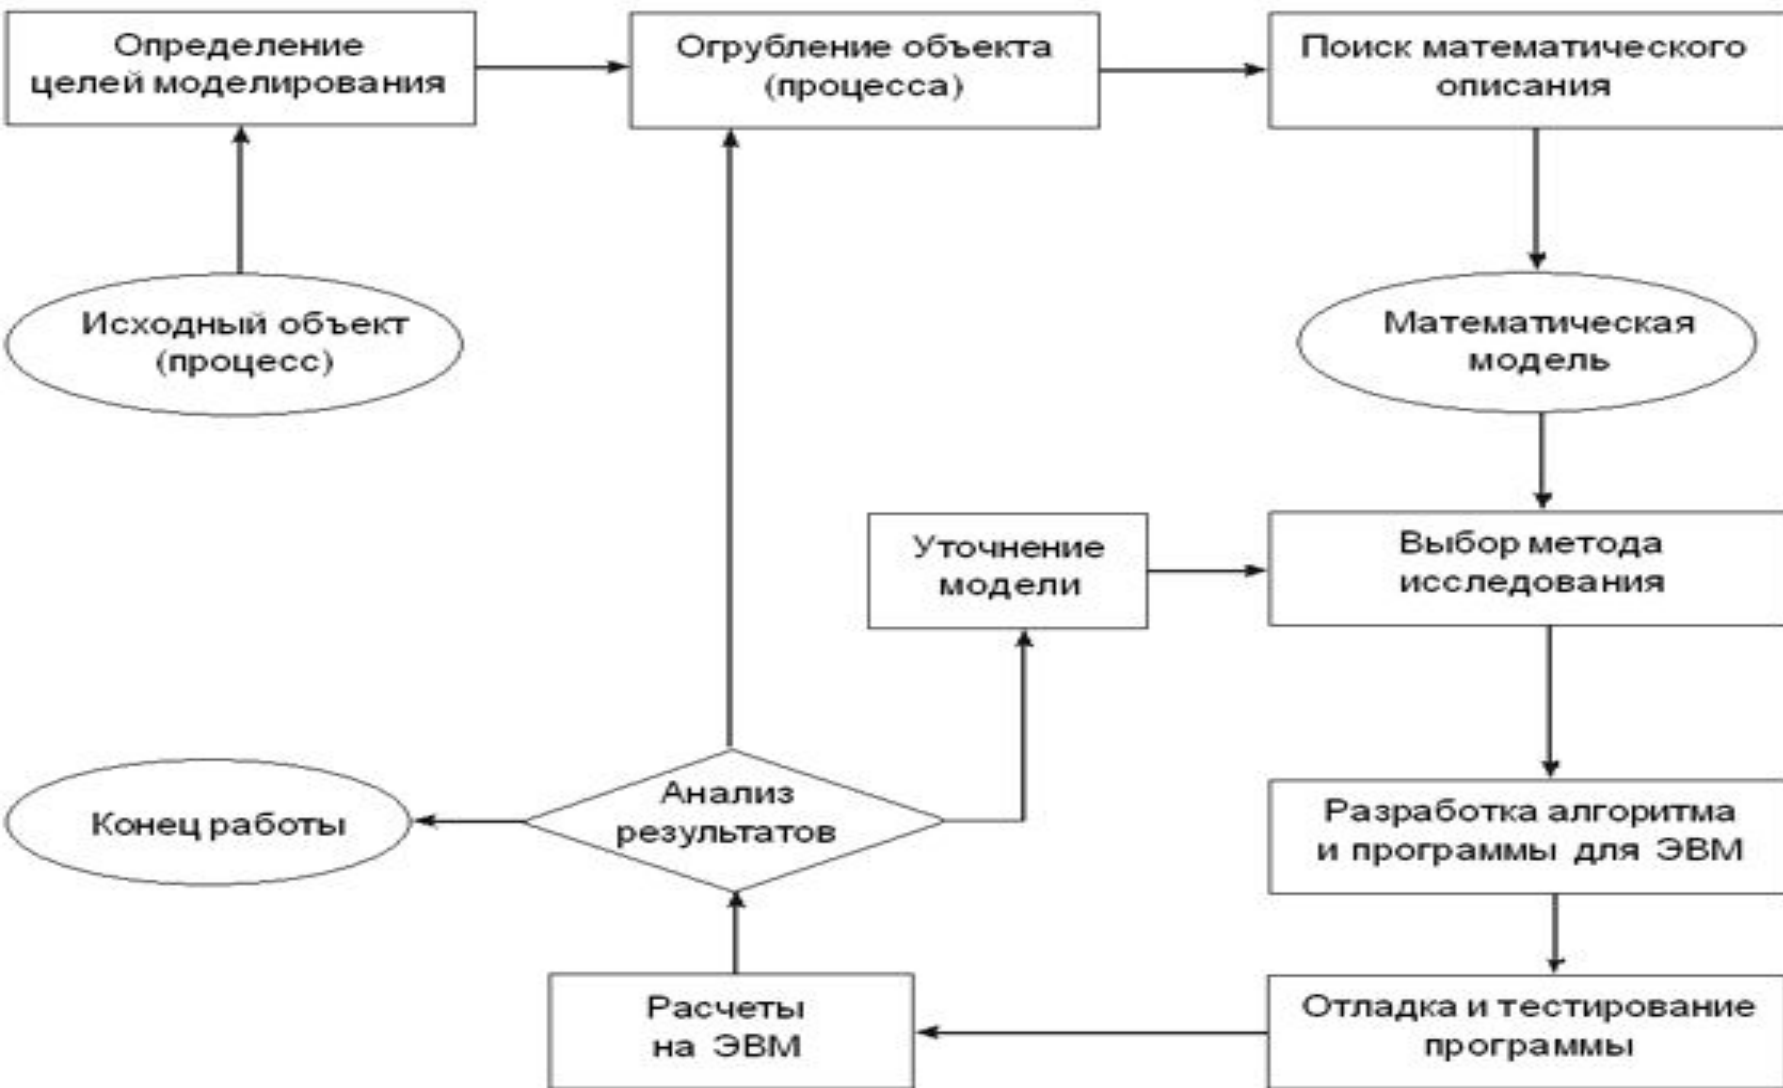 Определение
целей моделирования
Огрубление объекта
(процесса)
Поиск математического
описания
Исходный объект
(процесс)
Математическая
модель
Уточнение
модели
Выбор метода
исследования
Конец работы
Анализ
результатов
Разработка алгоритма
и программы для ЭВМ
Расчеты
на ЭВМ
Отладка и тестирование
программы